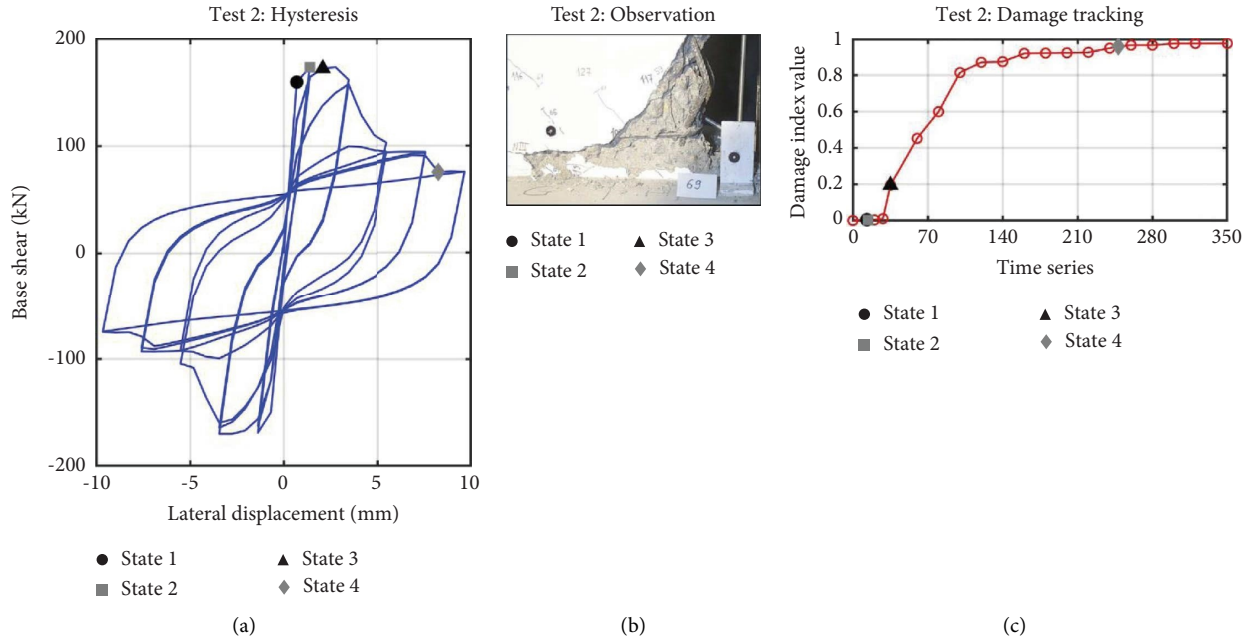 Test 2: Hysteresis
200
100
0
-100
-200
Base shear (kN)
-10
-5
0
5
10
Lateral displacement (mm)
State 1
State 2
State 3
State 4
(a)
Test 2: Observation
127
117
69
State 1
State 2
State 3
State 4
(b)
Test 2: Damage tracking
1
0.8
0.6
0.4
0.2
0
Damage index value
0
70
140
210
280
350
Time series
State 1
State 2
State 3
State 4
(c)